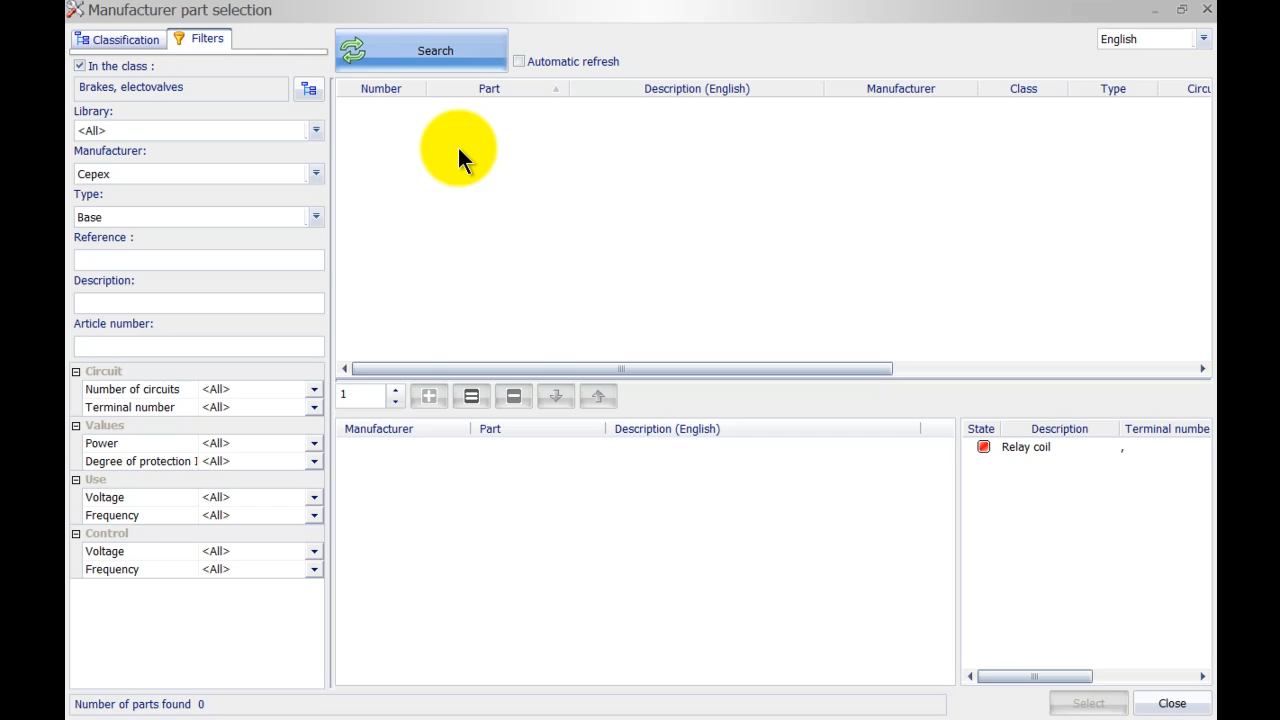 Manufacturer part selection
Classification Filters
In the class :
Brakes, electovalves
Library:
<All>
Manufacturer:
Cepex
Type:
Base
Reference :
Description:
Article number:
Circuit
Number of circuits <All>
Terminal number <All>
Values
Power <All>
Degree of protection I <All>
Use
Voltage <All>
Frequency <All>
Control
Voltage <All>
Frequency <All>
Number of parts found 0
Search
Automatic refresh
English
Number Part Description (English) Manufacturer Class Type Circu
1
Manufacturer Part Description (English)
State Description Terminal numbe
Relay coil ,
Select Close